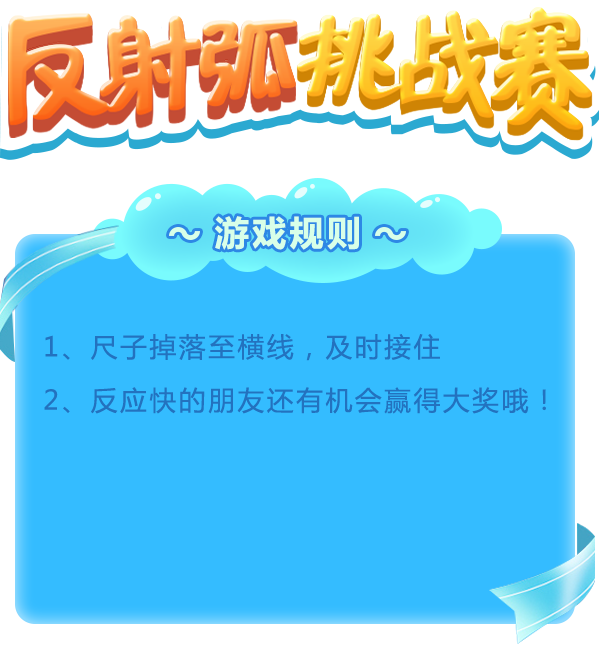 反射弧挑战赛
～ 游戏规则 ～
1、尺子掉落至横线，及时接住
2、反应快的朋友还有机会赢得大奖哦！